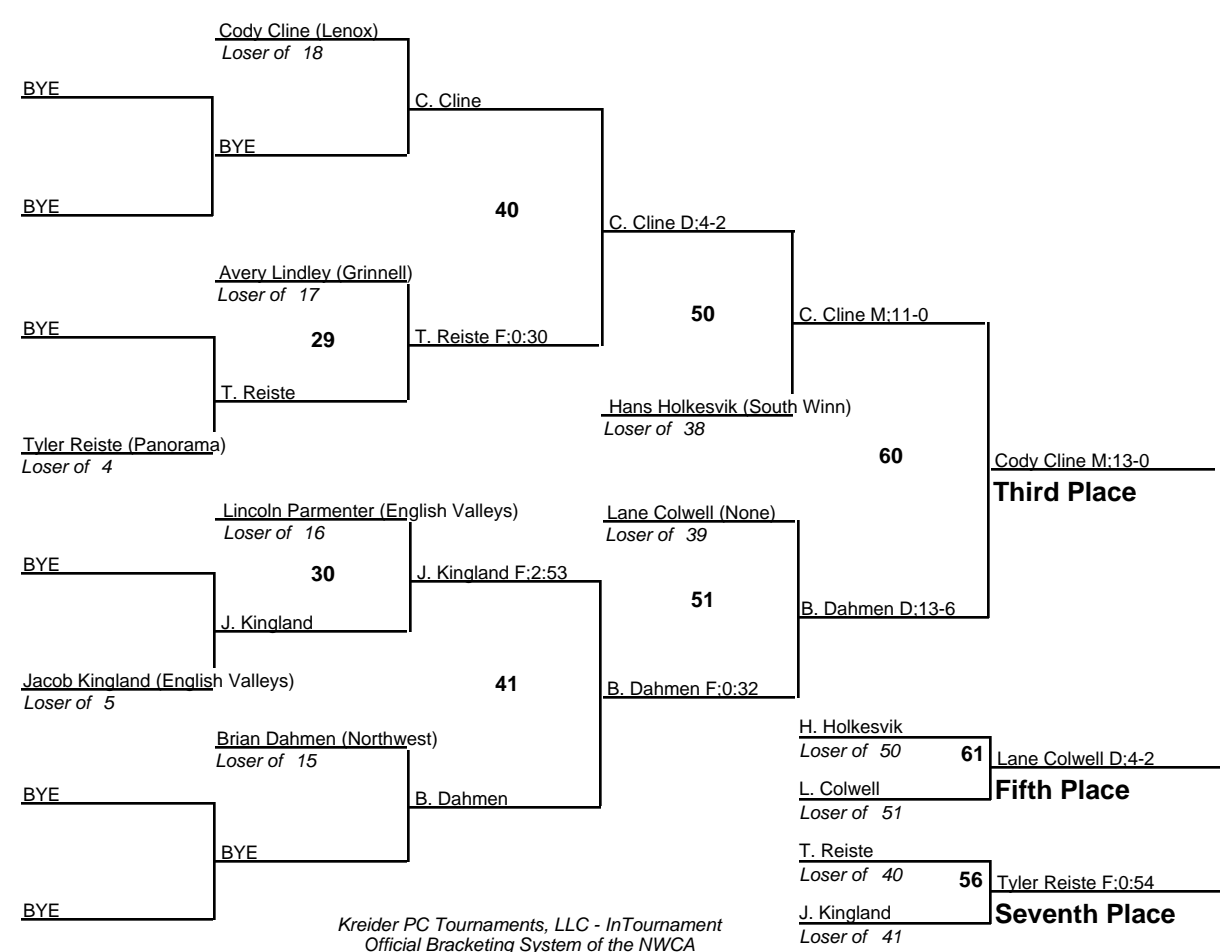 Cody Cline (Lenox)
Loser of 18
BYE
C. Cline
BYE
BYE
40
C. Cline D;4-2
Avery Lindley (Grinnell)
Loser of 17
50
C. Cline M;11-0
BYE
29
T. Reiste F;0:30
T. Reiste
Hans Holkesvik (South Winn)
Loser of 38
Tyler Reiste (Panorama)
Loser of 4
60
Cody Cline M;13-0
Third Place
Lincoln Parmenter (English Valleys)
Loser of 16
Lane Colwell (None)
Loser of 39
BYE
30
J. Kingland F;2:53
51
B. Dahmen D;13-6
J. Kingland
Jacob Kingland (English Valleys)
Loser of 5
41
B. Dahmen F;0:32
Brian Dahmen (Northwest)
Loser of 15
H. Holkesvik
Loser of 50
61
Lane Colwell D;4-2
Fifth Place
BYE
B. Dahmen
L. Colwell
Loser of 51
BYE
T. Reiste
Loser of 40
56
Tyler Reiste F;0:54
Seventh Place
BYE
J. Kingland
Loser of 41
Kreider PC Tournaments, LLC - InTournament
Official Bracketing System of the NWCA